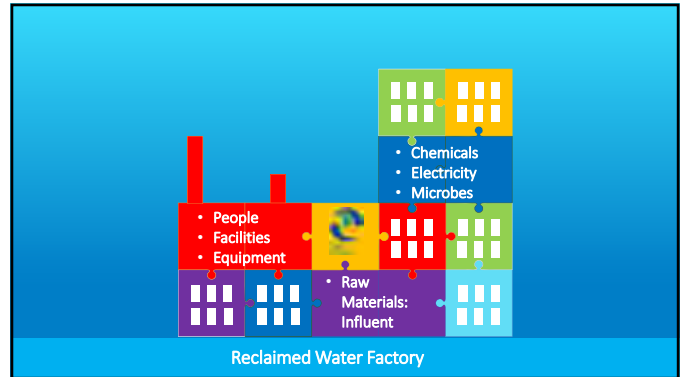 • Chemicals
• Electricity
• Microbes
• People
• Facilities
• Equipment
• Raw
Materials:
Influent
Reclaimed Water Factory